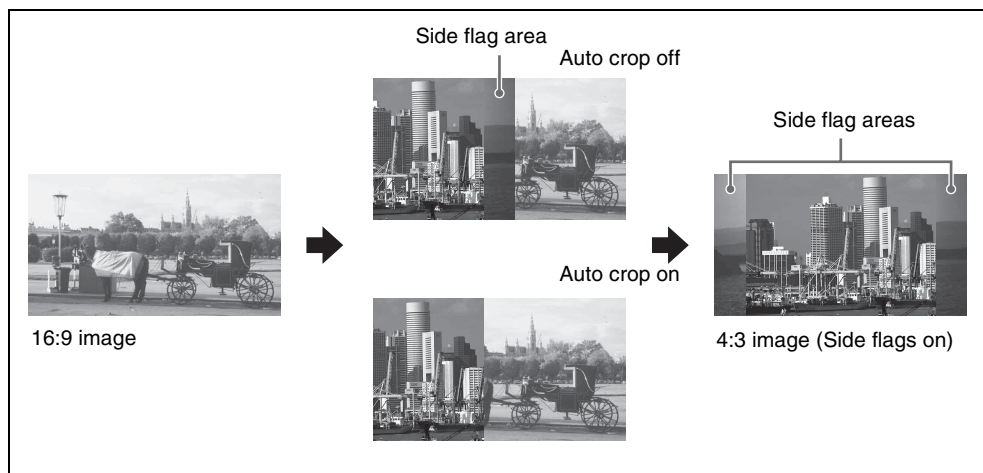 Side flag area
Auto crop off
Side flag areas
Auto crop on
16:9 image
4:3 image (Side flags on)